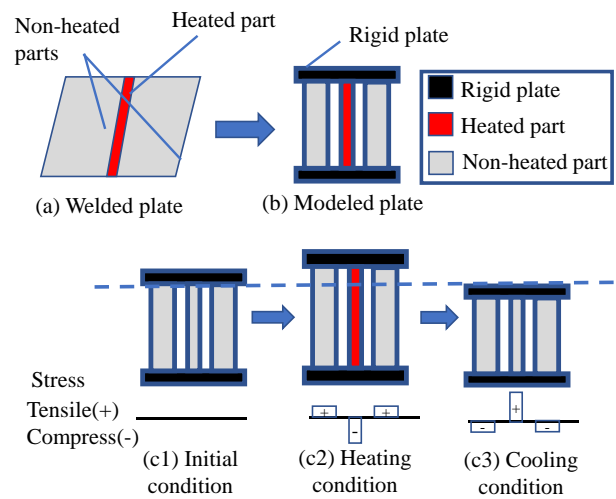 Non-heated
parts
Heated part
Rigid plate
Rigid plate
Heated part
Non-heated part
(a) Welded plate
(b) Modeled plate
Stress
Tensile(+)
Compress(-)
+
+
-
+
-
-
(c1) Initial
condition
(c2) Heating
condition
(c3) Cooling
condition